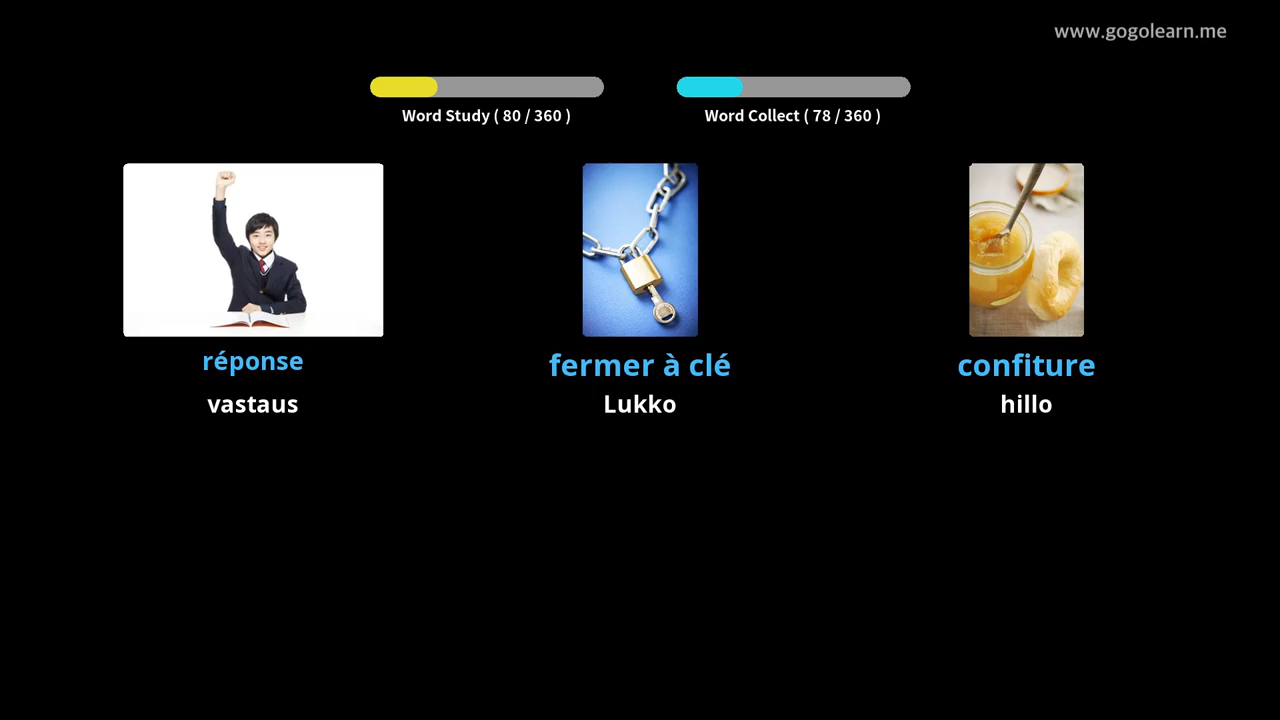 www.gogolearn.me
Word Study ( 80 / 360 )
Word Collect ( 78 / 360 )
réponse
fermer à clé
confiture
vastaus
Lukko
hillo